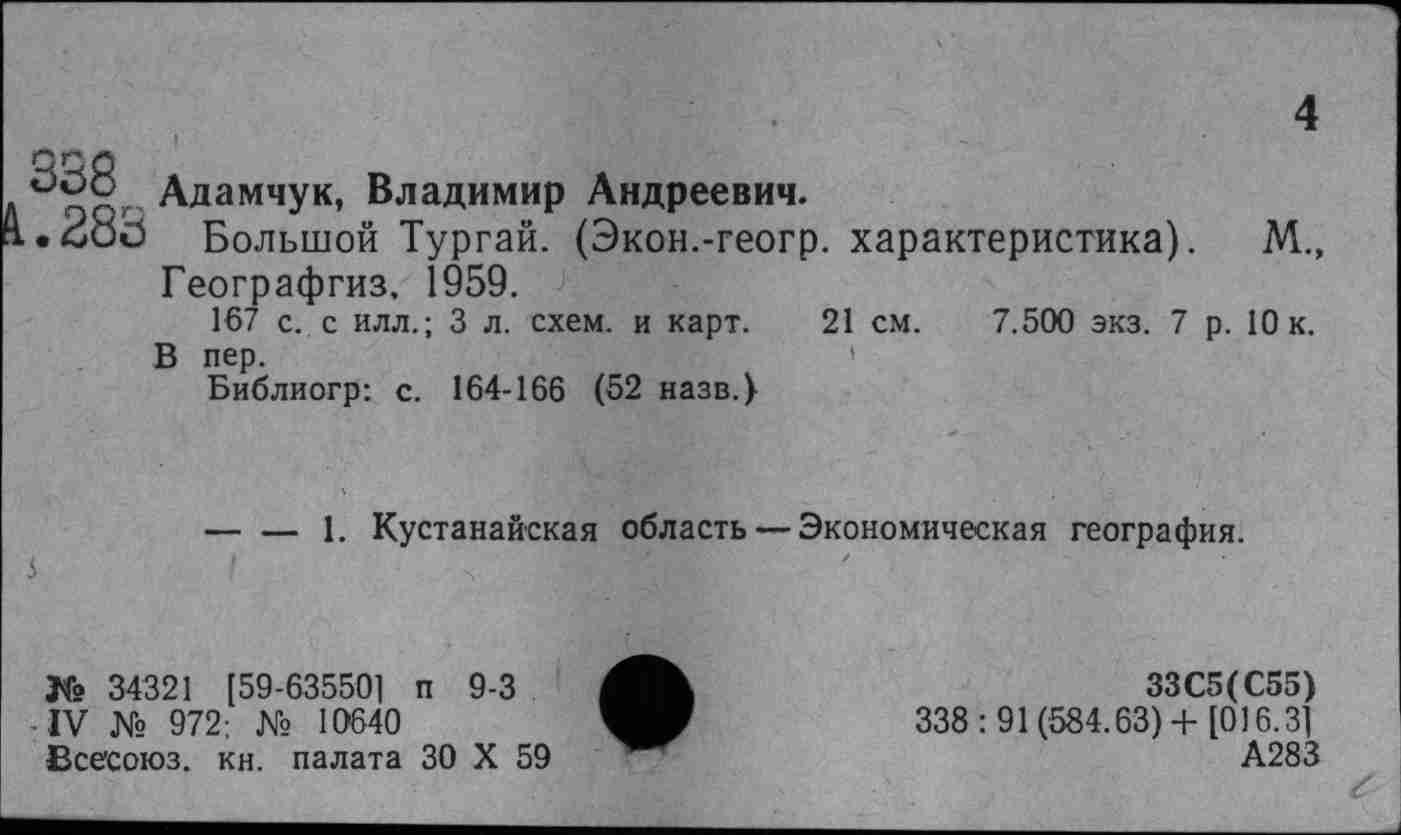 4
338
А.283
Адамчук, Владимир Андреевич.
Большой Тургай. (Экон.-геогр. характеристика). М.,
Географгиз, 1959.
167 с. с илл.; 3 л. схем. и карт. 21 см. 7.500 экз. 7 р. 10 к.
В пер.
Библиогр: с. 164-166 (52 назв.)
— — 1. Кустанайская область — Экономическая география.
№ 34321 [59-63550] п 9-3
IV № 972; № 10640
Всесоюз. кн. палата 30 X 59
33С5(С55)
338 : 91(584.63) + [016.3]
А283